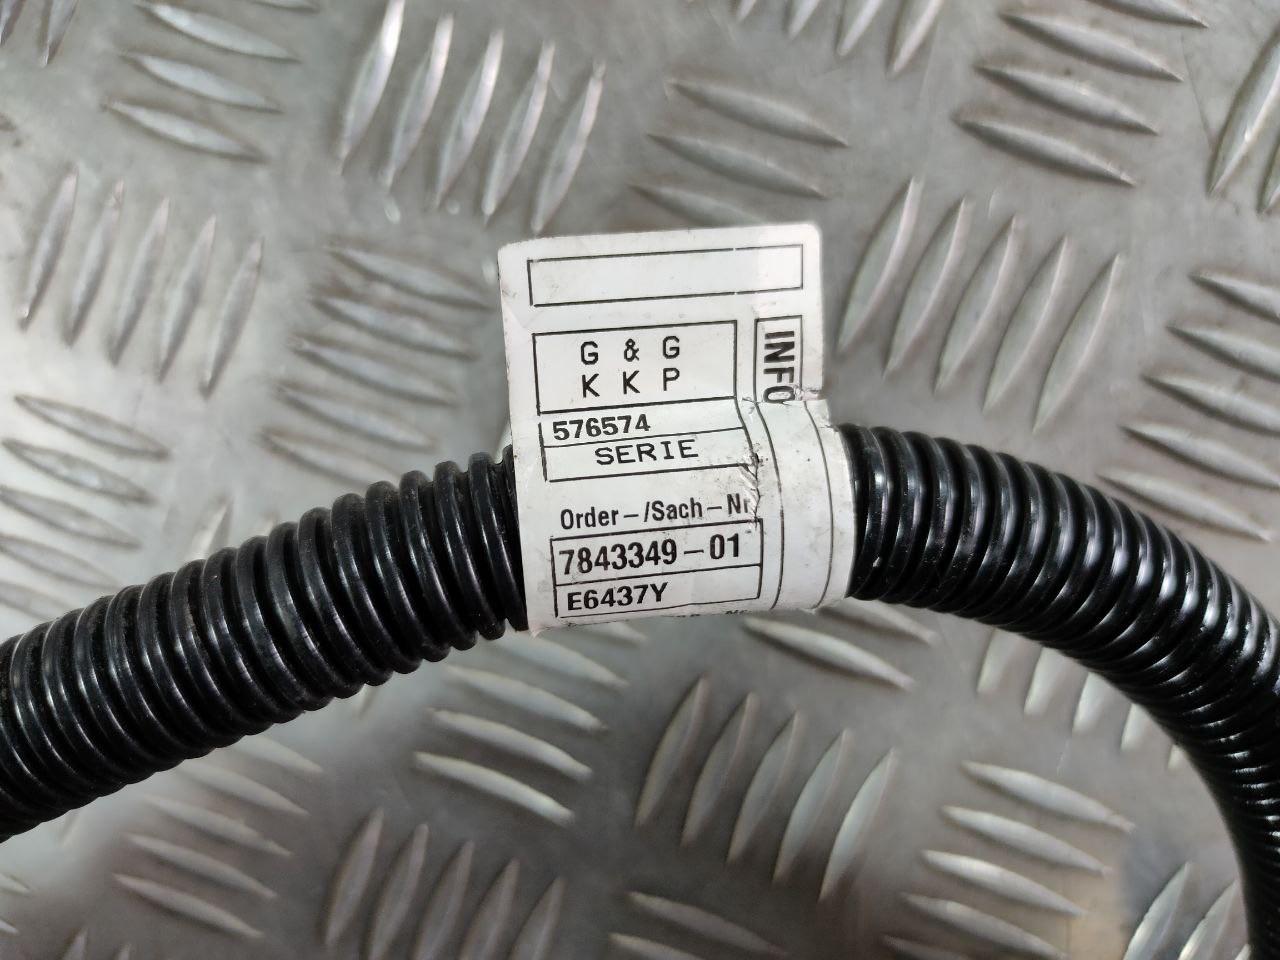 G & G
K K P
INFO
576574
SERIE
Order-/Sach-Nr
7843349-01
E6437Y